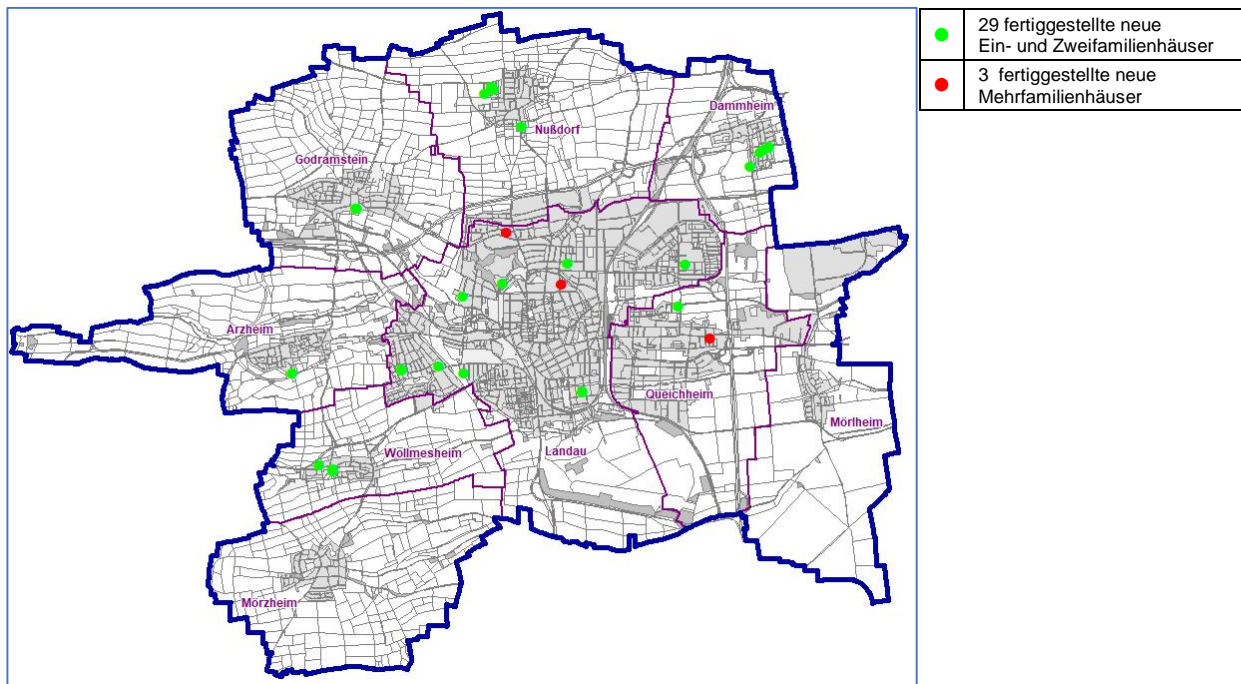 29 fertiggestellte neue
Ein- und Zweifamilienhäuser
3 fertiggestellte neue
Mehrfamilienhäuser
Dammheim
Nußdorf
Godramstein
Arzheim
Queichheim
Mörlheim
Wollmesheim
Landau
Mörzheim